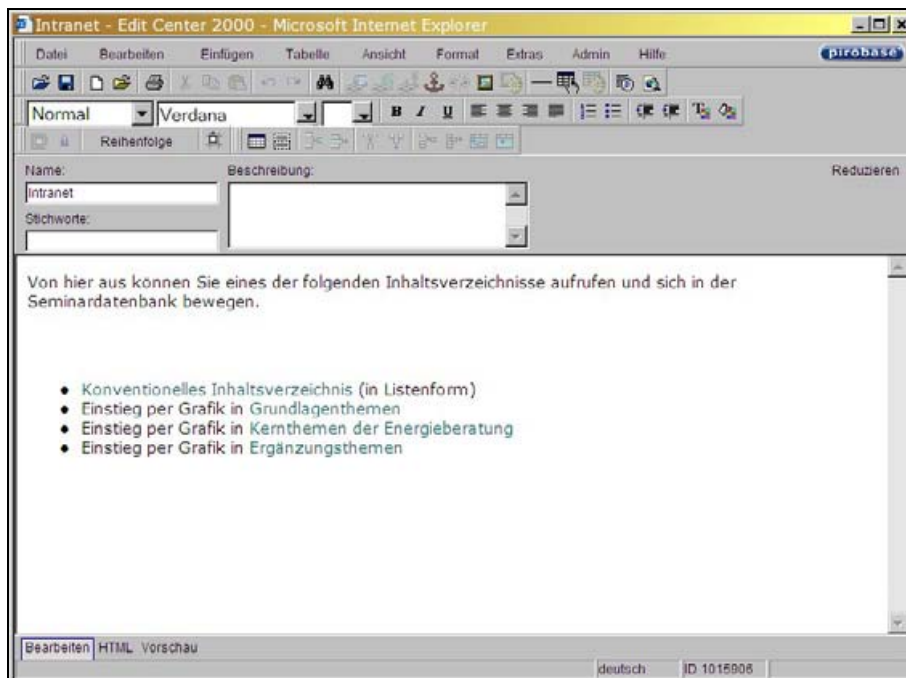 Intranet - Edit Center 2000 - Microsoft Internet Explorer
Datei Bearbeiten Einfügen Tabelle Ansicht Format Extras Admin Hilfe pirobase
Normal Verdana B I U
Reihenfolge
Name: Beschreibung: Reduzieren
Intranet
Stichworte:
Von hier aus können Sie eines der folgenden Inhaltsverzeichnisse aufrufen und sich in der
Seminardatenbank bewegen.
• Konventionelles Inhaltsverzeichnis (in Listenform)
• Einstieg per Grafik in Grundlagenthemen
• Einstieg per Grafik in Kernthemen der Energieberatung
• Einstieg per Grafik in Ergänzungsthemen
Bearbeiten HTML Vorschau
deutsch ID 1015906